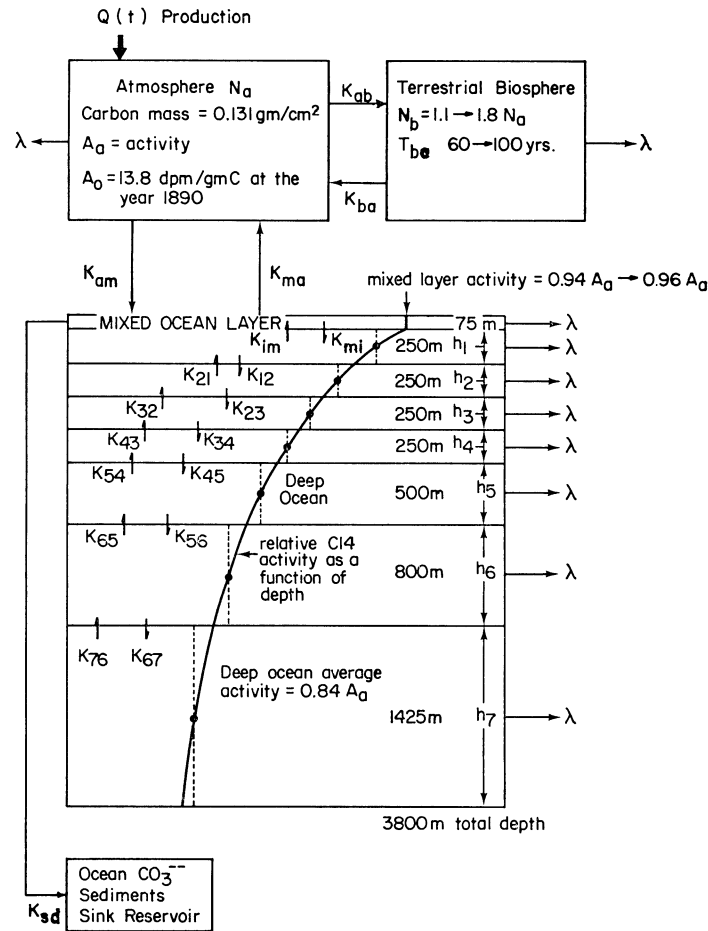 Q(t) Production
Atmosphere Na
Carbon mass = 0.131 gm/cm²
Aa = activity
Ao = 13.8 dpm/gmC at the
year 1890
λ
Kab
Kba
Terrestrial Biosphere
Nb = 1.1 → 1.8 Na
Tba 60 → 100 yrs.
λ
Kam
Kma
mixed layer activity = 0.94 Aa → 0.96 Aa
MIXED OCEAN LAYER
75 m
λ
Kim
Kmi
250m h1
λ
K21
K12
250m h2
λ
K32
K23
250m h3
λ
K43
K34
250m h4
λ
K54
K45
Deep
Ocean
500m h5
λ
K65
K56
relative C14
activity as a
function of
depth
800m h6
λ
K76
K67
Deep ocean average
activity = 0.84 Aa
1425m h7
λ
3800m total depth
Ocean CO3⁻⁻
Sediments
Sink Reservoir
Ksd